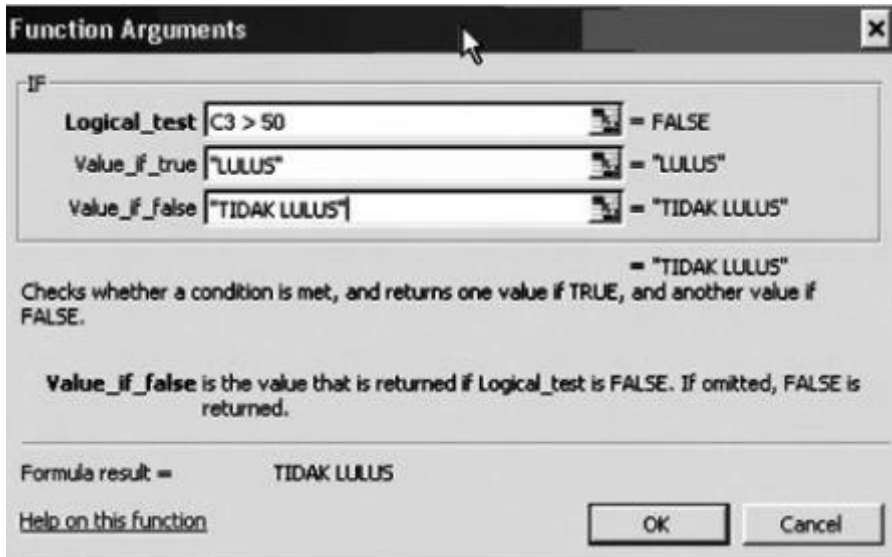 Function Arguments
IF
Logical_test C3 > 50 = FALSE
Value_if_true "LULUS" = "LULUS"
Value_if_false "TIDAK LULUS" = "TIDAK LULUS"
= "TIDAK LULUS"
Checks whether a condition is met, and returns one value if TRUE, and another value if
FALSE.
Value_if_false is the value that is returned if Logical_test is FALSE. If omitted, FALSE is
returned.
Formula result = TIDAK LULUS
Help on this function OK Cancel